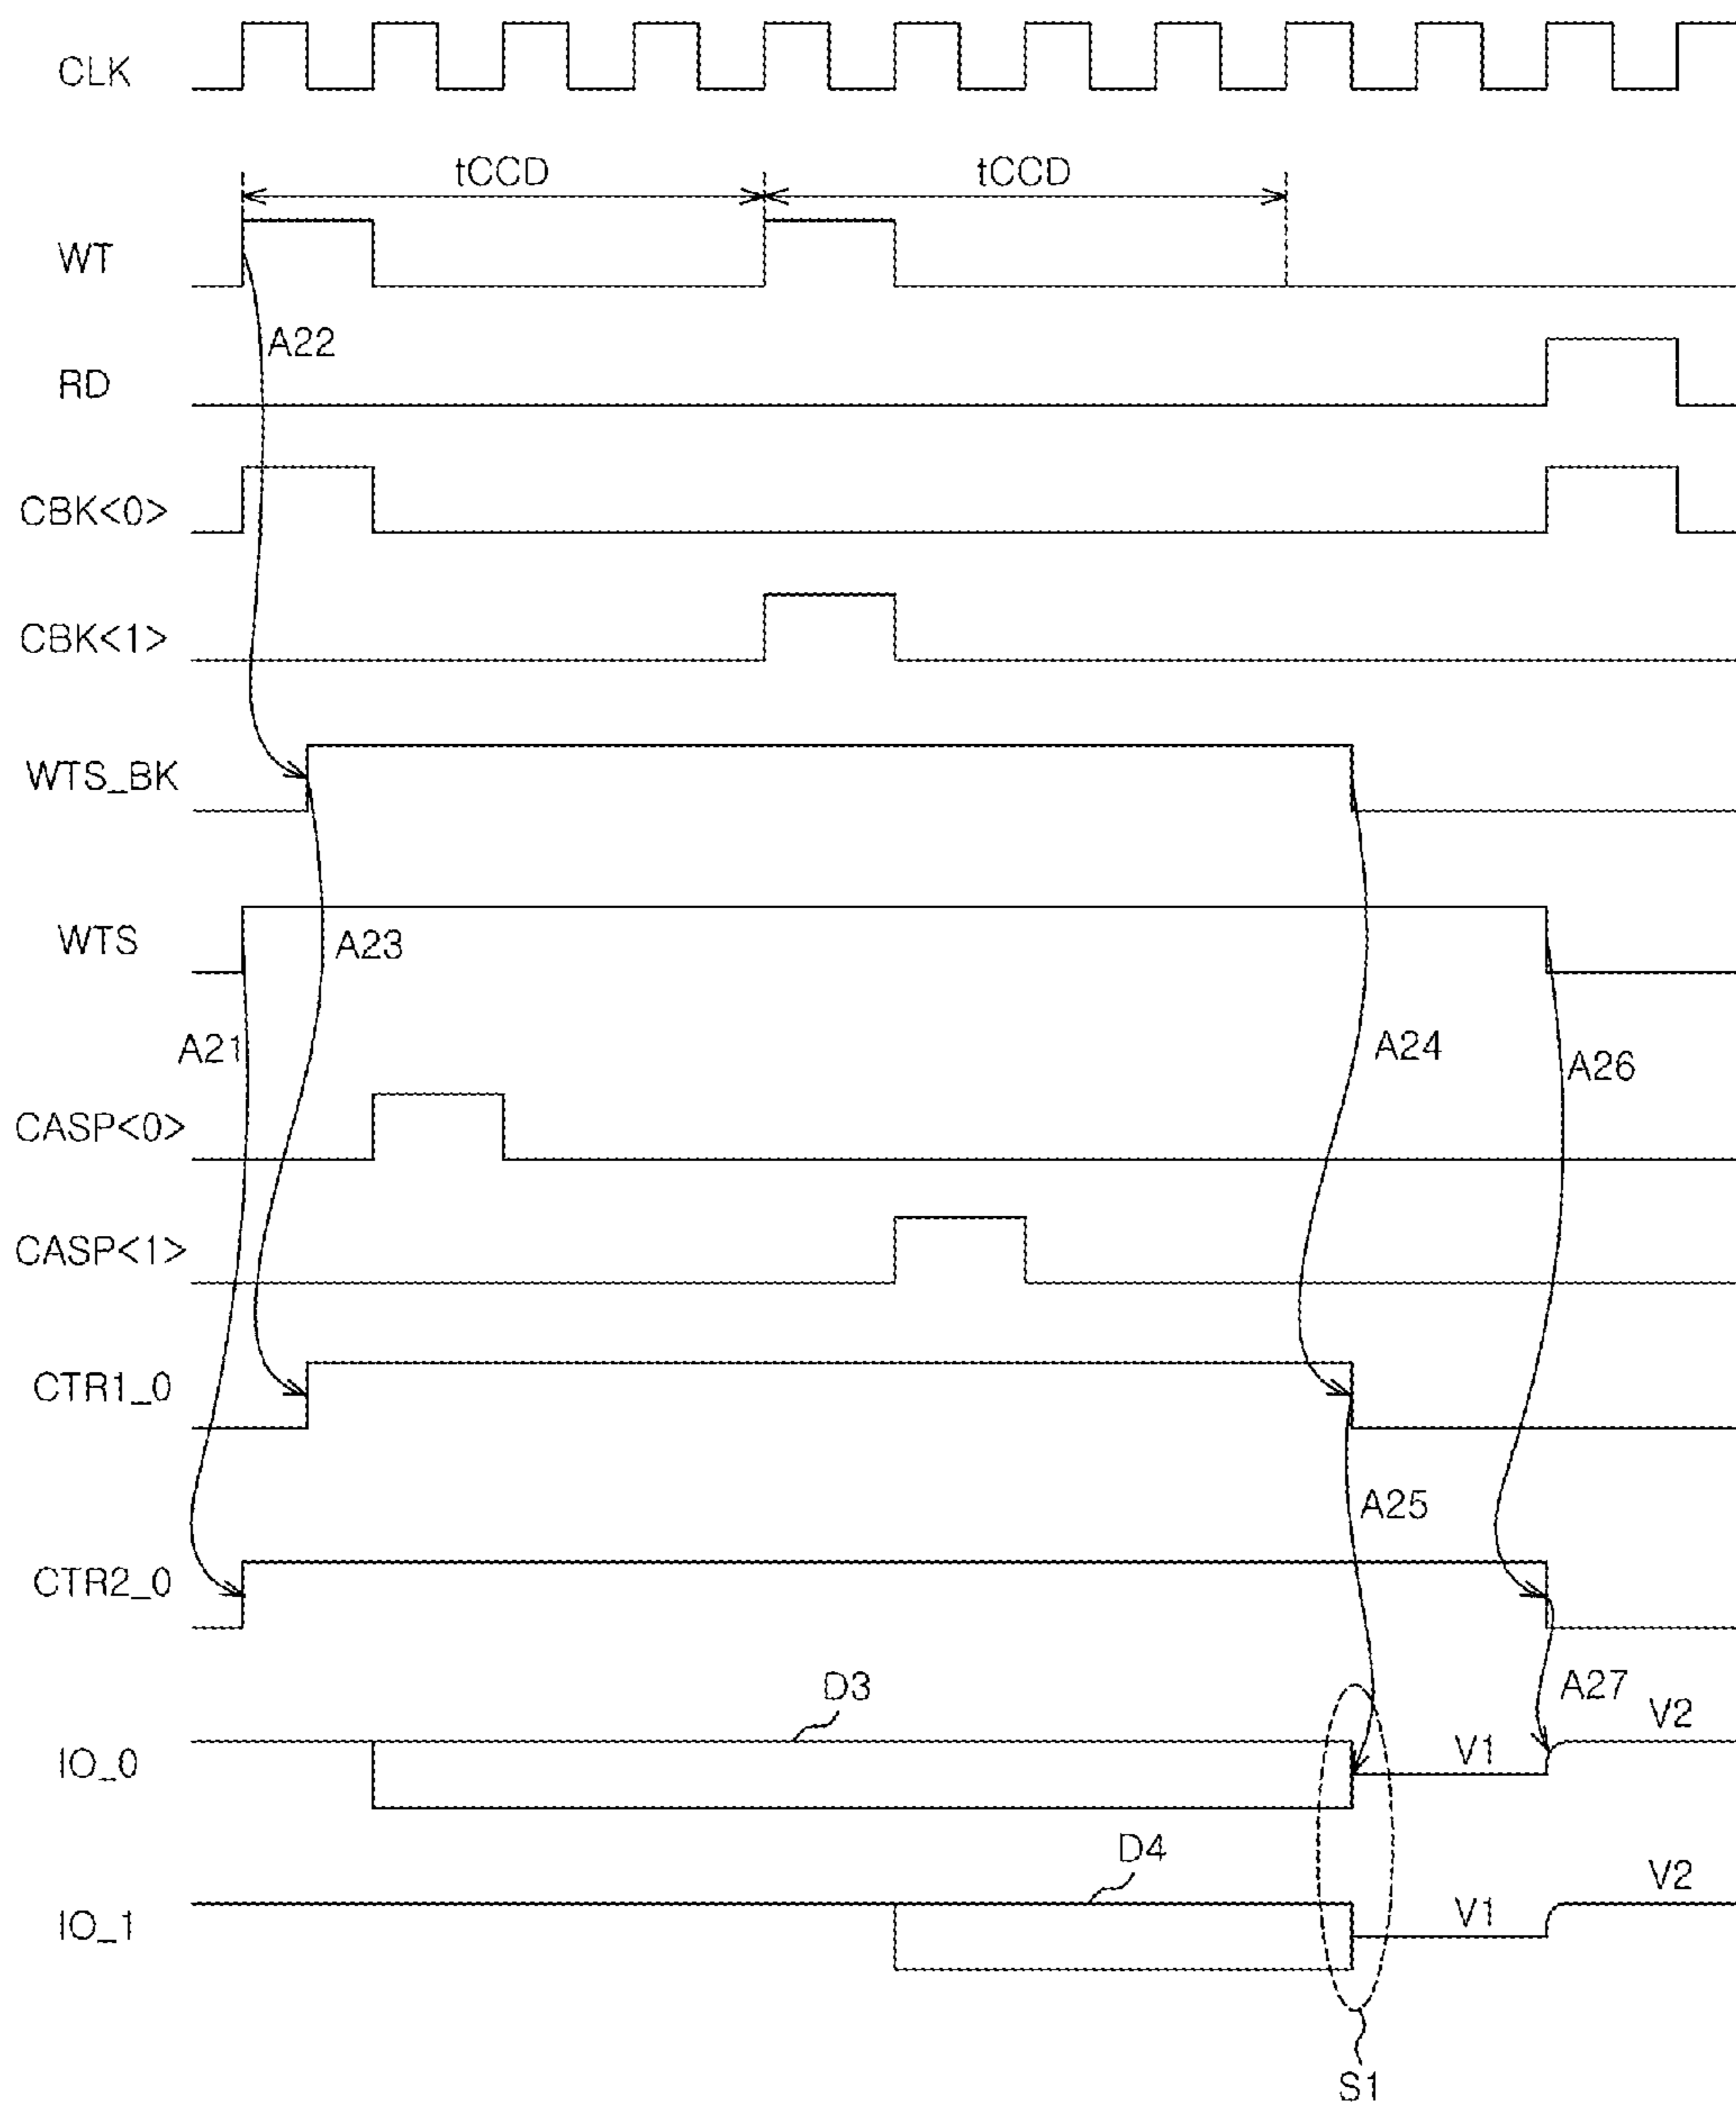 CLK
tCCD tCCD
WT
A22
RD
CBK<0>
CBK<1>
WTS_BK
WTS
A23
A21
A24
A26
CASP<0>
CASP<1>
CTR1_0
A25
CTR2_0
D3
A27
V2
IO_0
V1
D4
V2
IO_1
V1
S1